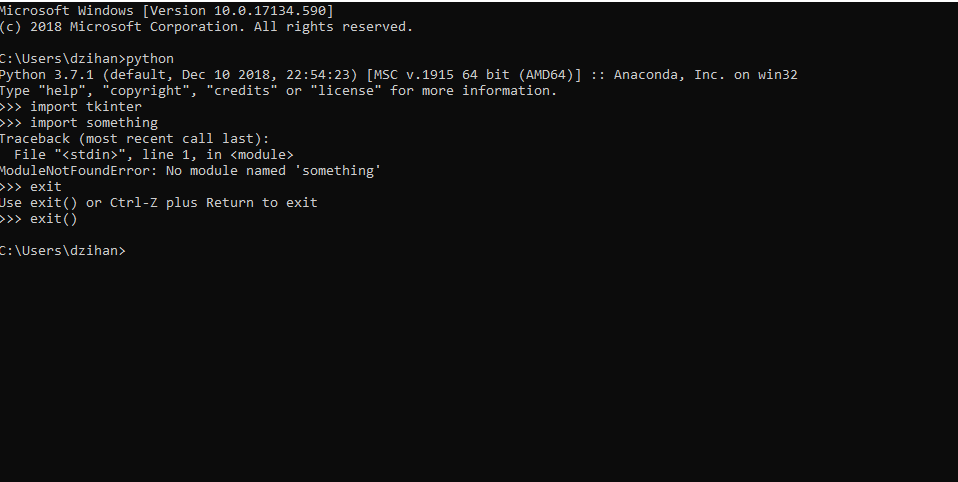 Microsoft Windows [Version 10.0.17134.590]
(c) 2018 Microsoft Corporation. All rights reserved.
C:\Users\dzihan>python
Python 3.7.1 (default, Dec 10 2018, 22:54:23) [MSC v.1915 64 bit (AMD64)] :: Anaconda, Inc. on win32
Type "help", "copyright", "credits" or "license" for more information.
>>> import tkinter
>>> import something
Traceback (most recent call last):
  File "<stdin>", line 1, in <module>
ModuleNotFoundError: No module named 'something'
>>> exit
Use exit() or Ctrl-Z plus Return to exit
>>> exit()
C:\Users\dzihan>